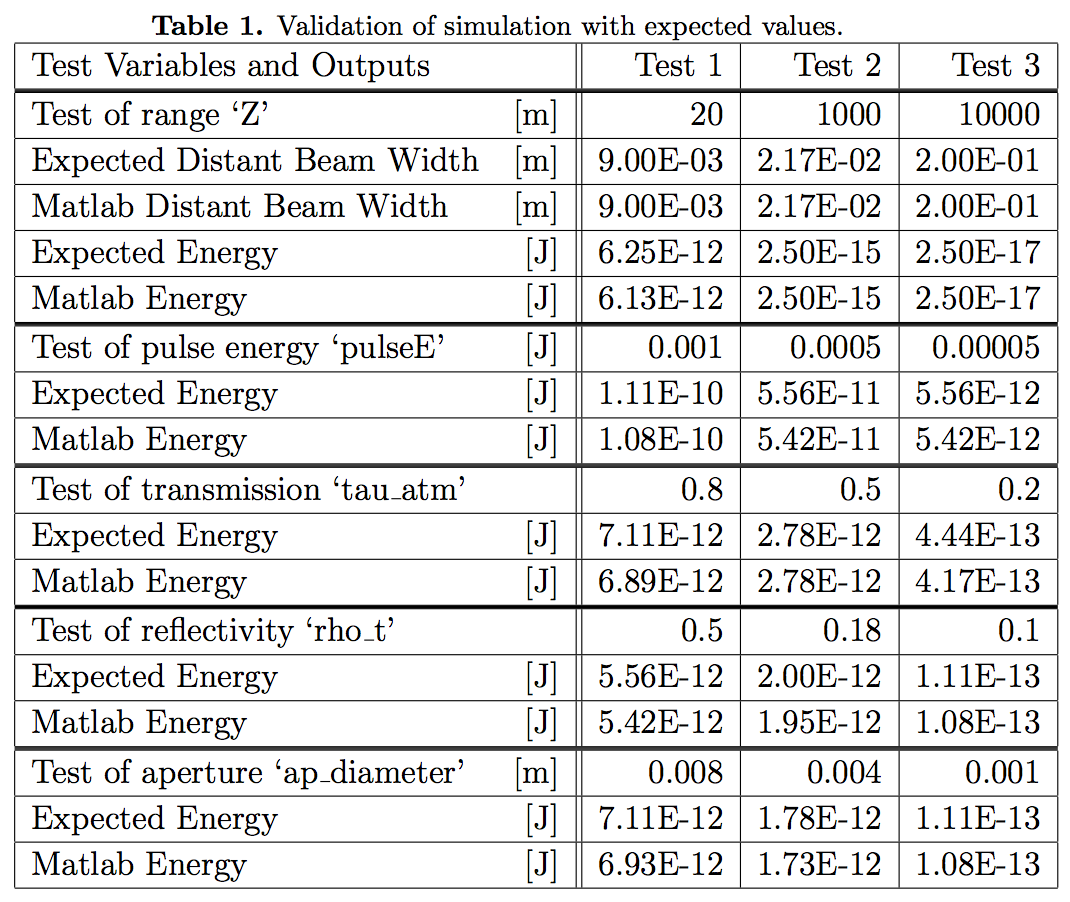 Table 1. Validation of simulation with expected values.
Test Variables and Outputs Test 1 Test 2 Test 3
Test of range ‘Z’ [m] 20 1000 10000
Expected Distant Beam Width [m] 9.00E-03 2.17E-02 2.00E-01
Matlab Distant Beam Width [m] 9.00E-03 2.17E-02 2.00E-01
Expected Energy [J] 6.25E-12 2.50E-15 2.50E-17
Matlab Energy [J] 6.13E-12 2.50E-15 2.50E-17
Test of pulse energy ‘pulseE’ [J] 0.001 0.0005 0.00005
Expected Energy [J] 1.11E-10 5.56E-11 5.56E-12
Matlab Energy [J] 1.08E-10 5.42E-11 5.42E-12
Test of transmission ‘tau_atm’ 0.8 0.5 0.2
Expected Energy [J] 7.11E-12 2.78E-12 4.44E-13
Matlab Energy [J] 6.89E-12 2.78E-12 4.17E-13
Test of reflectivity ‘rho_t’ 0.5 0.18 0.1
Expected Energy [J] 5.56E-12 2.00E-12 1.11E-13
Matlab Energy [J] 5.42E-12 1.95E-12 1.08E-13
Test of aperture ‘ap_diameter’ [m] 0.008 0.004 0.001
Expected Energy [J] 7.11E-12 1.78E-12 1.11E-13
Matlab Energy [J] 6.93E-12 1.73E-12 1.08E-13